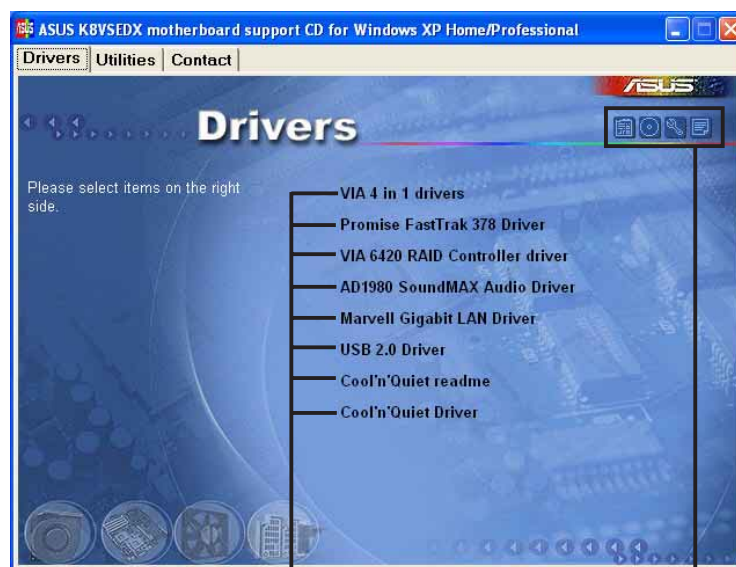 ASUS K8VSEDX motherboard support CD for Windows XP Home/Professional
Drivers Utilities Contact
ASUS
Drivers
Please select items on the right
side.
VIA 4 in 1 drivers
Promise FastTrak 378 Driver
VIA 6420 RAID Controller driver
AD1980 SoundMAX Audio Driver
Marvell Gigabit LAN Driver
USB 2.0 Driver
Cool'n'Quiet readme
Cool'n'Quiet Driver